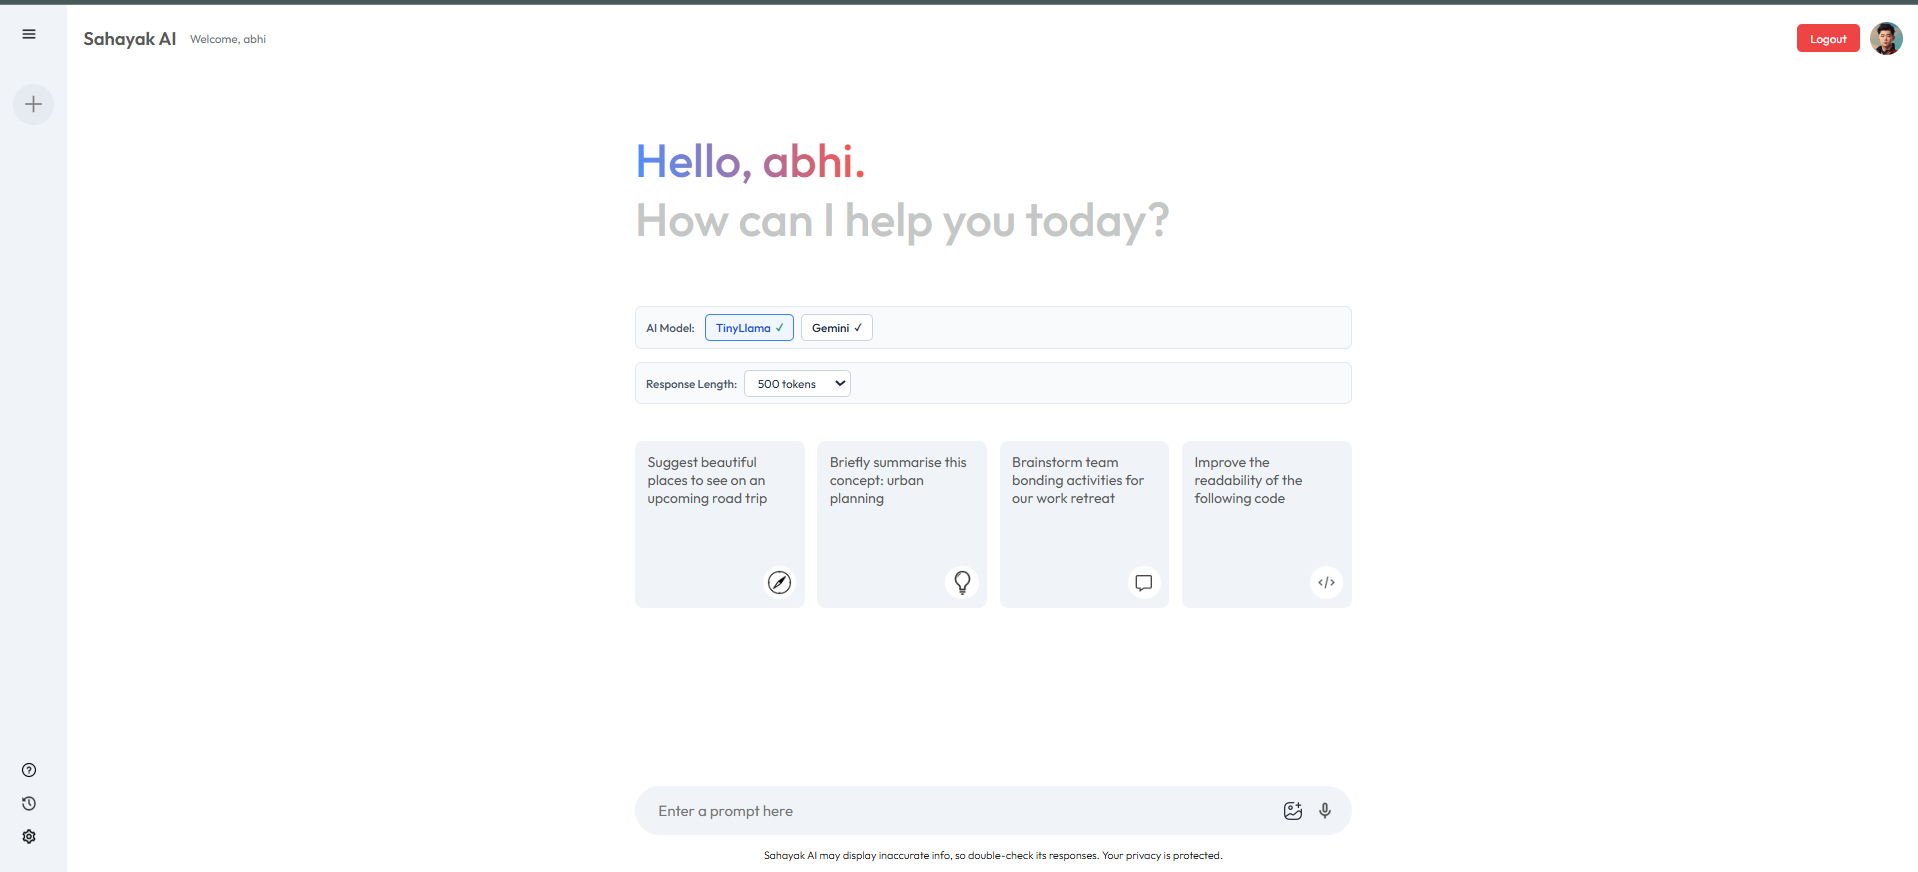 Sahayak AI
Welcome, abhi
Logout
Hello, abhi.
How can I help you today?
AI Model: TinyLlama ✓ Gemini ✓
Response Length: 500 tokens
Suggest beautiful
places to see on an
upcoming road trip
Briefly summarise this
concept: urban
planning
Brainstorm team
bonding activities for
our work retreat
Improve the
readability of the
following code
Enter a prompt here
Sahayak AI may display inaccurate info, so double-check its responses. Your privacy is protected.